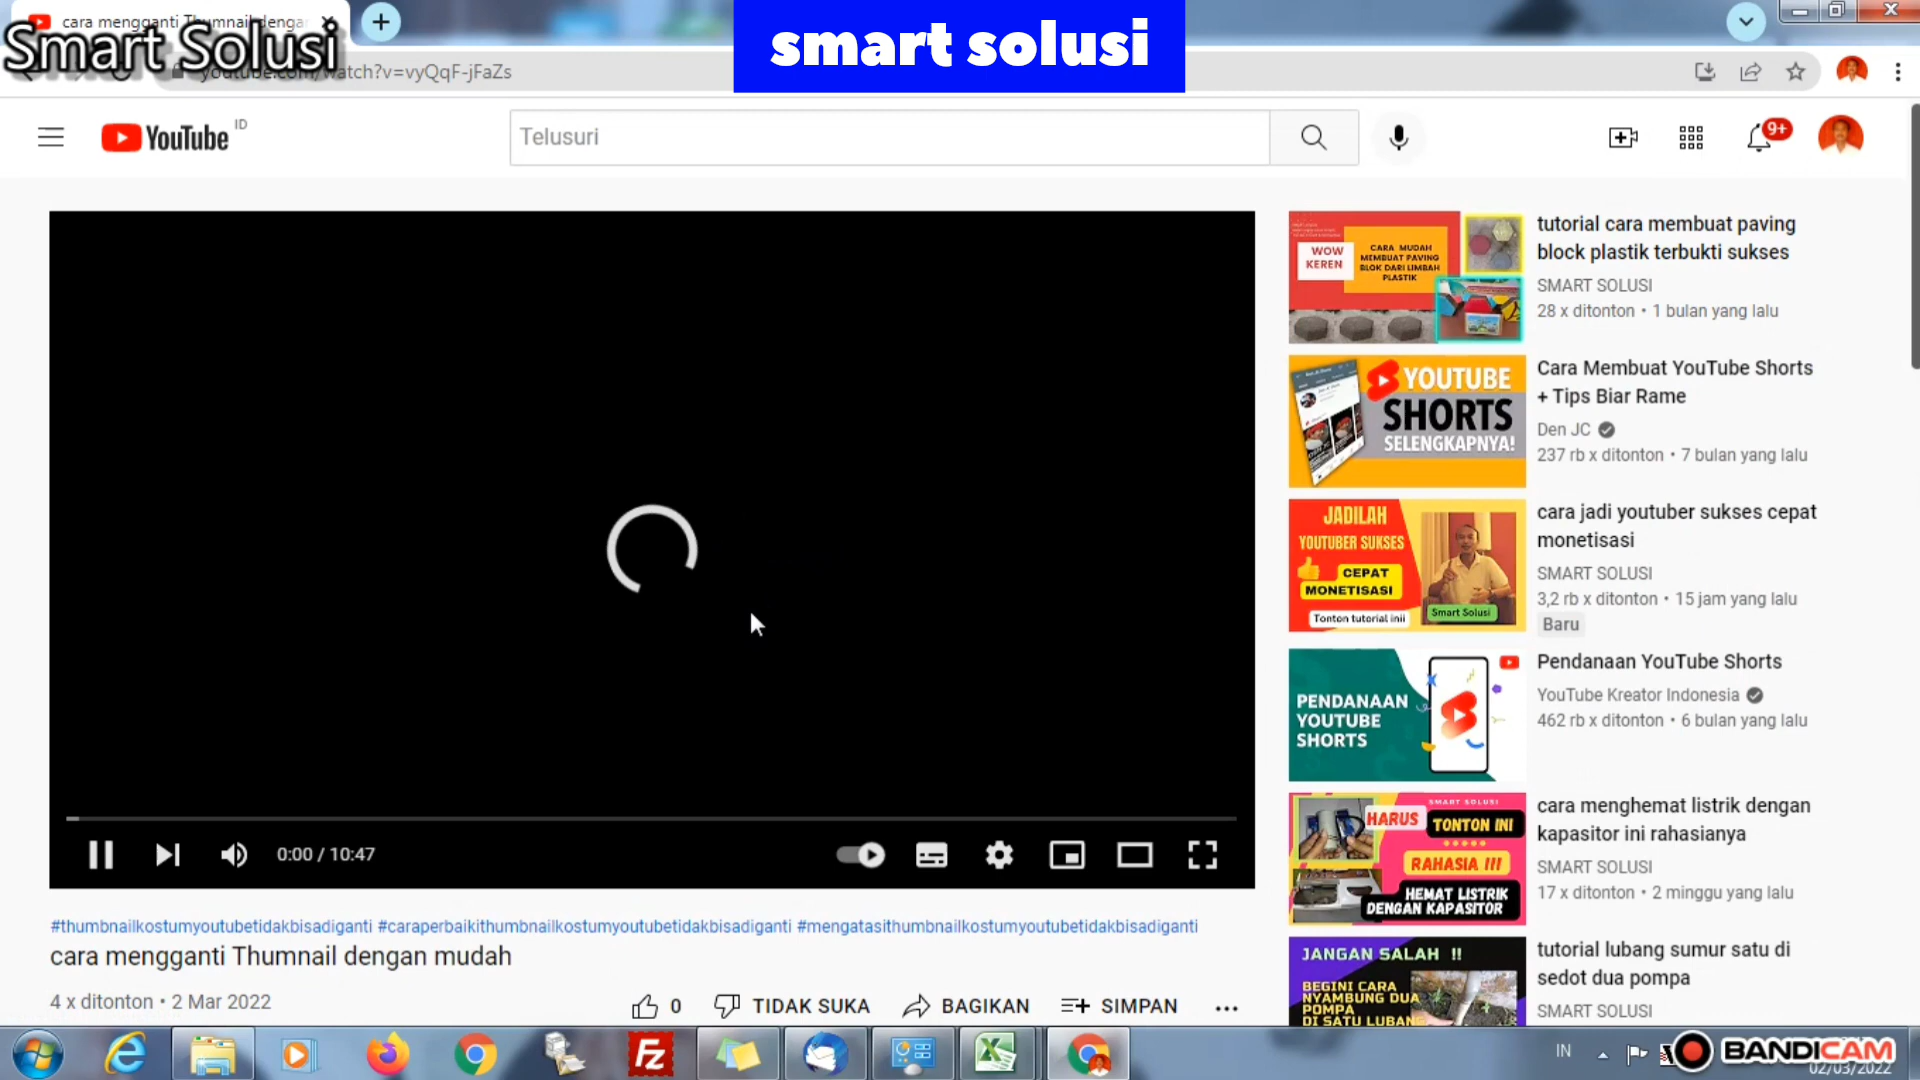 cara mengganti Thumnail denga
Smart Solusi
smart solusi
youtube.com/watch?v=vyQqF-jFaZs
YouTube ID
Telusuri
9+
0:00 / 10:47
#thumbnailkostumyoutubetidakbisadiganti #caraperbaikithumbnailkostumyoutubetidakbisadiganti #mengatasithumbnailkostumyoutubetidakbisadiganti
cara mengganti Thumnail dengan mudah
4 x ditonton • 2 Mar 2022
0
TIDAK SUKA
BAGIKAN
SIMPAN
WOW
KEREN
CARA MUDAH
MEMBUAT PAVING
BLOK DARI LIMBAH
PLASTIK
tutorial cara membuat paving
block plastik terbukti sukses
SMART SOLUSI
28 x ditonton • 1 bulan yang lalu
YOUTUBE
SHORTS
SELENGKAPNYA!
Cara Membuat YouTube Shorts
+ Tips Biar Rame
Den JC
237 rb x ditonton • 7 bulan yang lalu
JADILAH
YOUTUBER SUKSES
CEPAT
MONETISASI
Tonton tutorial inii
Smart Solusi
cara jadi youtuber sukses cepat
monetisasi
SMART SOLUSI
3,2 rb x ditonton • 15 jam yang lalu
Baru
PENDANAAN
YOUTUBE
SHORTS
Pendanaan YouTube Shorts
YouTube Kreator Indonesia
462 rb x ditonton • 6 bulan yang lalu
SMART SOLUSI
HARUS
TONTON INI
RAHASIA !!!
HEMAT LISTRIK
DENGAN KAPASITOR
cara menghemat listrik dengan
kapasitor ini rahasianya
SMART SOLUSI
17 x ditonton • 2 minggu yang lalu
JANGAN SALAH !!
BEGINI CARA
NYAMBUNG DUA
POMPA
DI SATU LUBANG
tutorial lubang sumur satu di
sedot dua pompa
SMART SOLUSI
IN
BANDICAM
02/03/2022